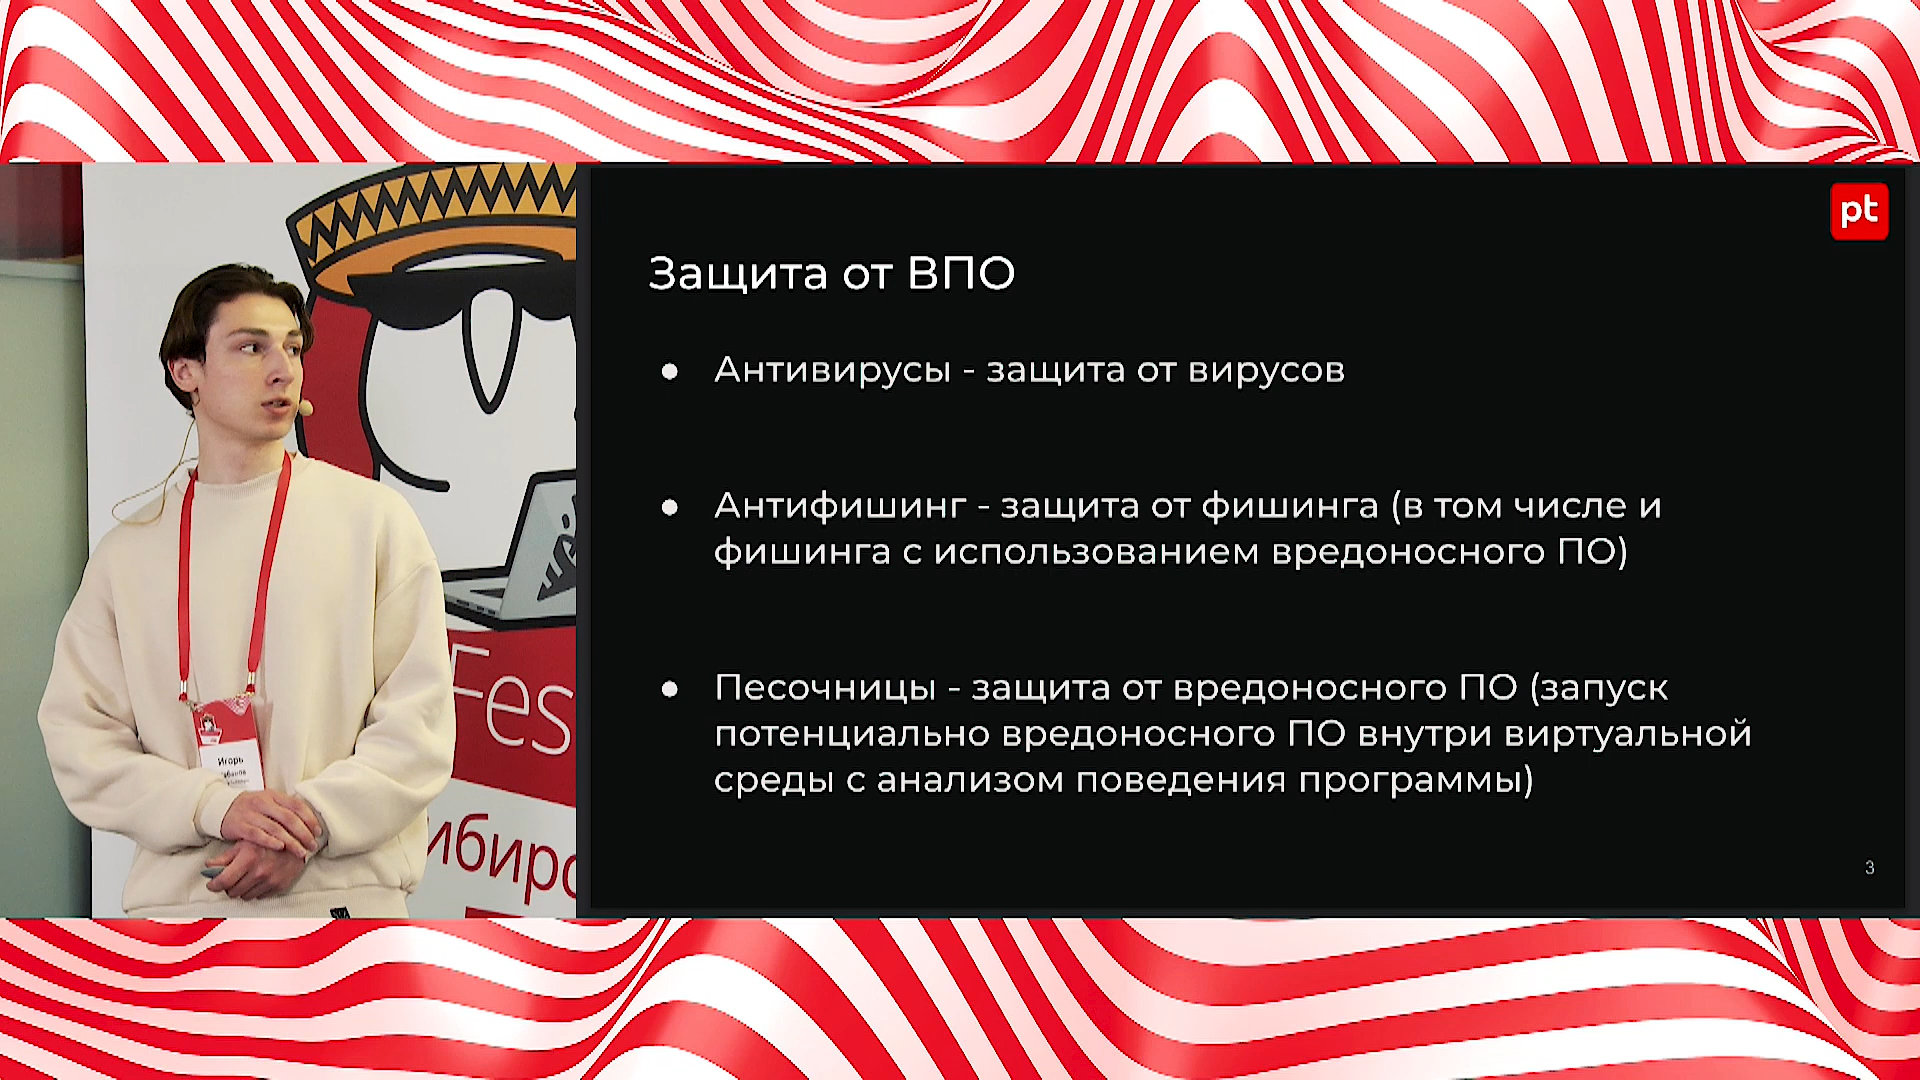 pt
Защита от ВПО
● Антивирусы - защита от вирусов
● Антифишинг - защита от фишинга (в том числе и
фишинга с использованием вредоносного ПО)
● Песочницы - защита от вредоносного ПО (запуск
потенциально вредоносного ПО внутри виртуальной
среды с анализом поведения программы)
3
Fes
ибирс
Игорь